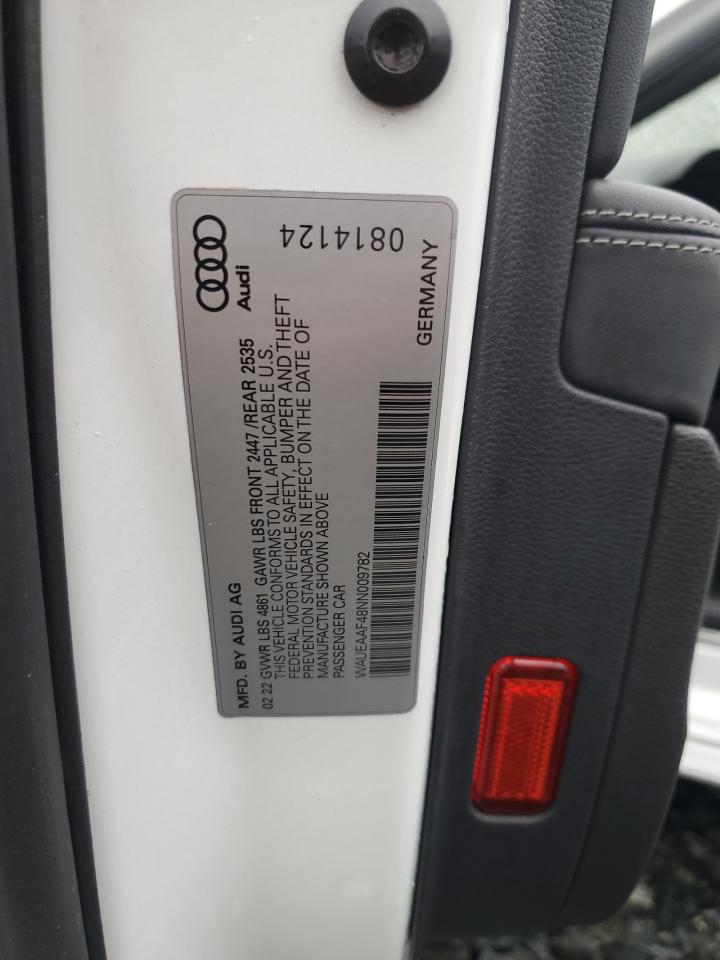 MFD. BY AUDI AG
Audi
02 22 GVWR LBS 4861 GAWR LBS FRONT 2447 /REAR 2535
THIS VEHICLE CONFORMS TO ALL APPLICABLE U.S.
FEDERAL MOTOR VEHICLE SAFETY, BUMPER AND THEFT
PREVENTION STANDARDS IN EFFECT ON THE DATE OF
MANUFACTURE SHOWN ABOVE
PASSENGER CAR
WAUEAAF48NN009782
GERMANY
0814124